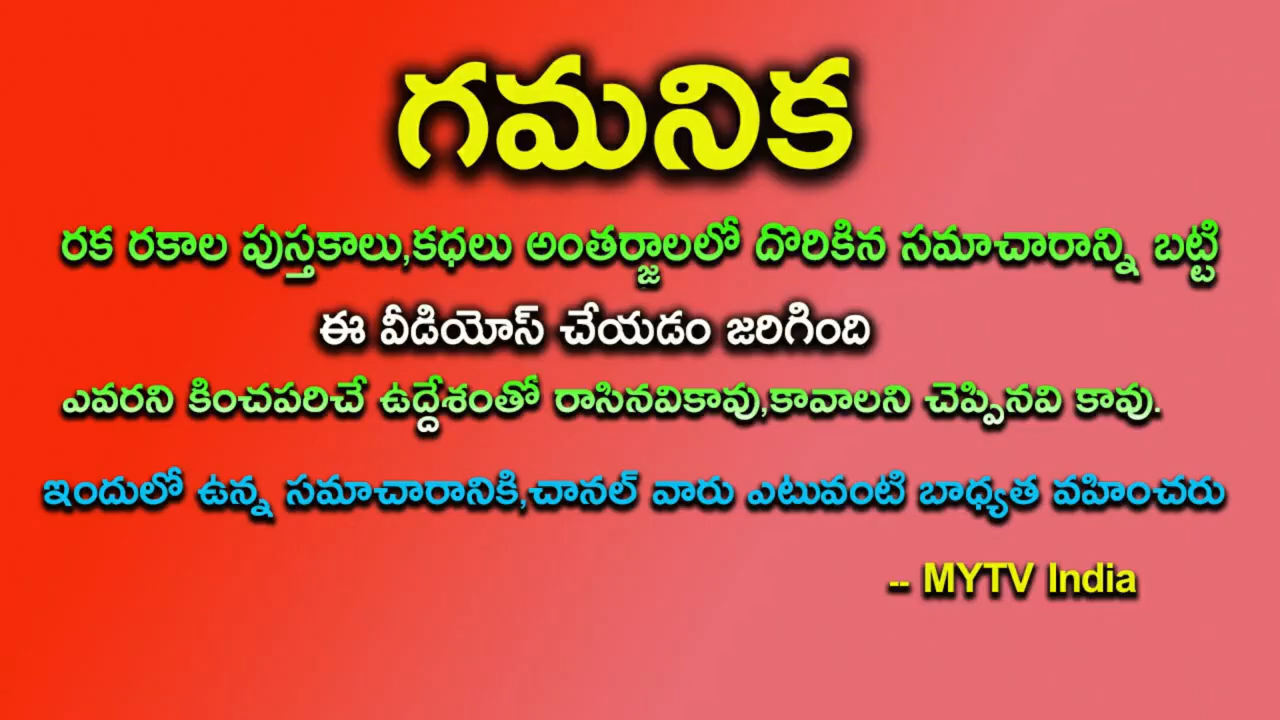 గమనిక
రక రకాల పుస్తకాలు,కధలు అంతర్జాలలో దొరికిన సమాచారాన్ని బట్టి
ఈ వీడియోస్ చేయడం జరిగింది
ఎవరని కించపరిచే ఉద్దేశంతో రాసినవికావు,కావాలని చెప్పినవి కావు.
ఇందులో ఉన్న సమాచారానికి,చానల్ వారు ఎటువంటి బాధ్యత వహించరు
-- MYTV India